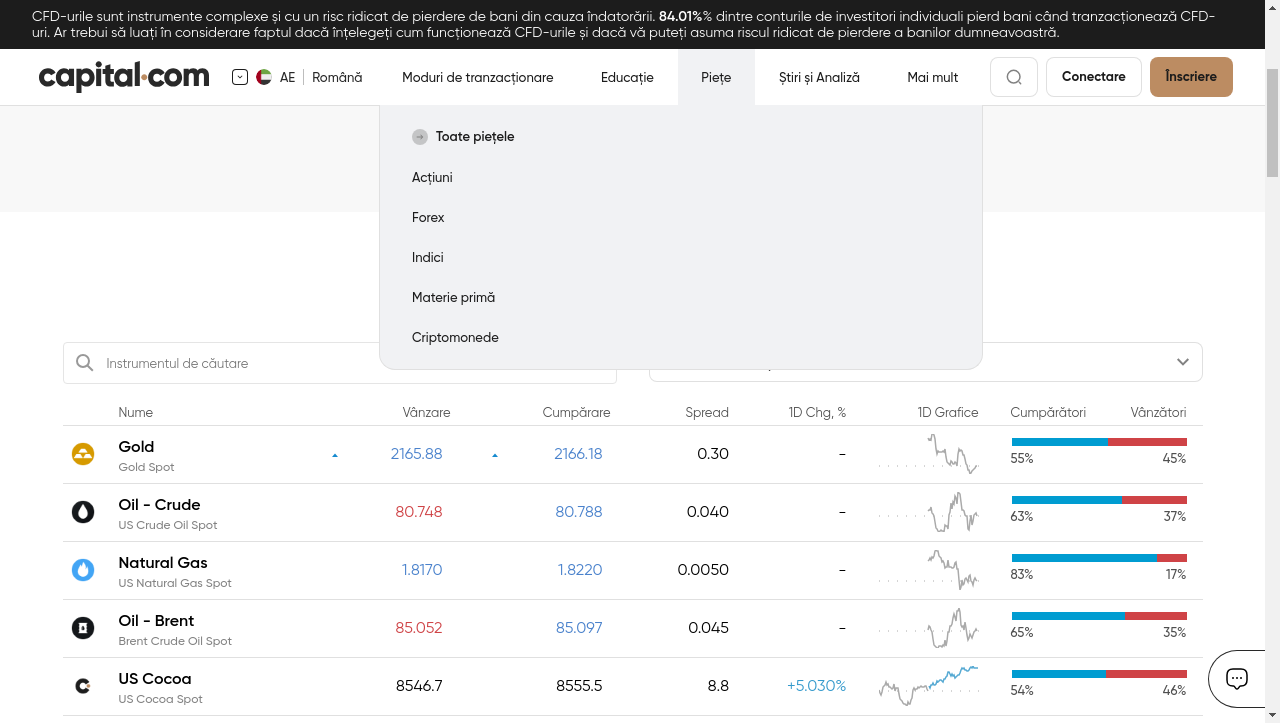 CFD-urile sunt instrumente complexe și cu un risc ridicat de pierdere de bani din cauza îndatorării. 84.01%% dintre conturile de investitori individuali pierd bani când tranzacționează CFD-
uri. Ar trebui să luați în considerare faptul dacă înțelegeți cum funcționează CFD-urile și dacă vă puteți asuma riscul ridicat de pierdere a banilor dumneavoastră.
capital.com AE Română Moduri de tranzacționare Educație Piețe Știri și Analiză Mai mult Conectare Înscriere
Toate piețele
Acțiuni
Forex
Indici
Materie primă
Criptomonede
Instrumentul de căutare
Nume Vânzare Cumpărare Spread 1D Chg, % 1D Grafice Cumpărători Vânzători
Gold 2165.88 2166.18 0.30 -
Gold Spot 55% 45%
Oil - Crude 80.748 80.788 0.040 -
US Crude Oil Spot 63% 37%
Natural Gas 1.8170 1.8220 0.0050 -
US Natural Gas Spot 83% 17%
Oil - Brent 85.052 85.097 0.045 -
Brent Crude Oil Spot 65% 35%
US Cocoa 8546.7 8555.5 8.8 +5.030%
US Cocoa Spot 54% 46%